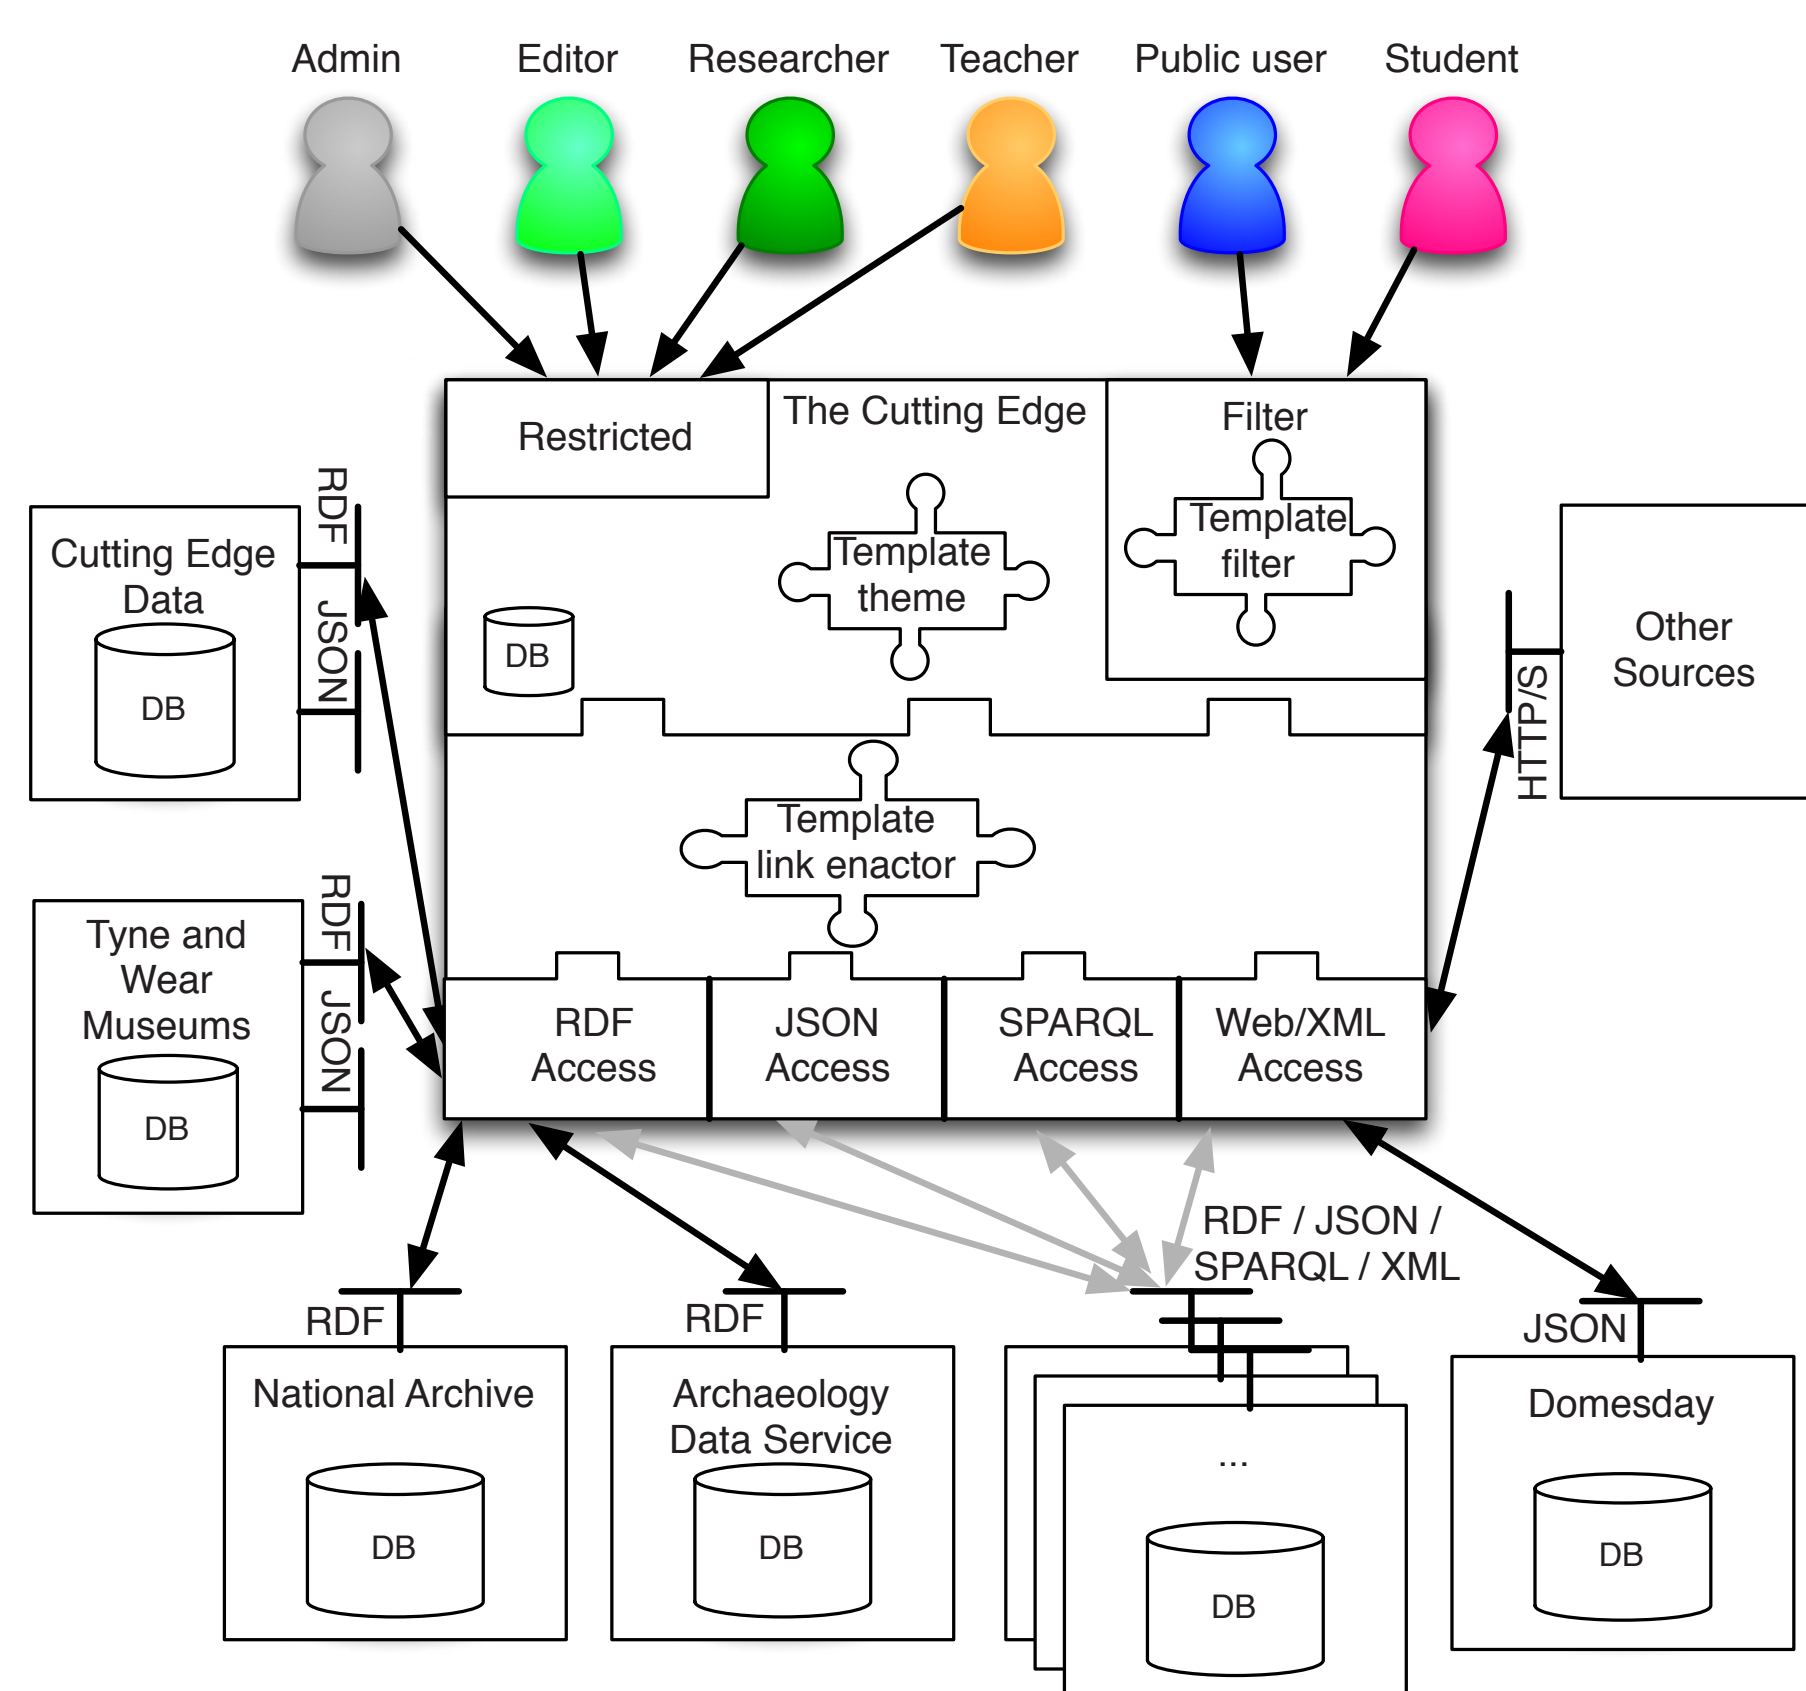 Admin
Editor
Researcher
Teacher
Public user
Student
Restricted
The Cutting Edge
Filter
Template
filter
Template
theme
DB
Template
link enactor
RDF
Access
JSON
Access
SPARQL
Access
Web/XML
Access
Cutting Edge
Data
DB
RDF
JSON
Tyne and
Wear
Museums
DB
RDF
JSON
Other
Sources
HTTP/S
RDF
National Archive
DB
RDF
Archaeology
Data Service
DB
RDF / JSON /
SPARQL / XML
...
DB
JSON
Domesday
DB